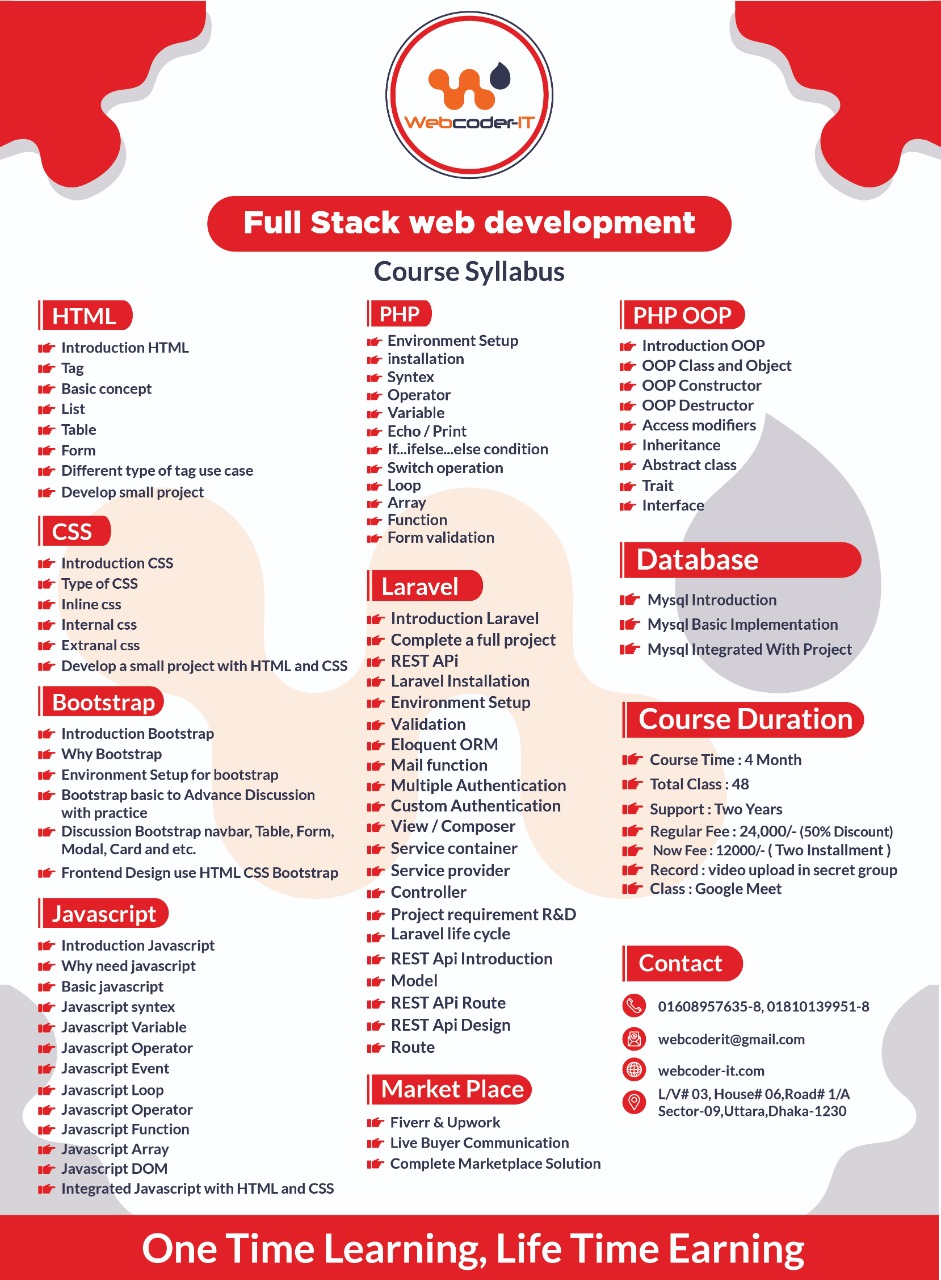 Webcoder-IT
Full Stack web development
Course Syllabus
HTML
Introduction HTML
Tag
Basic concept
List
Table
Form
Different type of tag use case
Develop small project
CSS
Introduction CSS
Type of CSS
Inline css
Internal css
Extranal css
Develop a small project with HTML and CSS
Bootstrap
Introduction Bootstrap
Why Bootstrap
Environment Setup for bootstrap
Bootstrap basic to Advance Discussion
with practice
Discussion Bootstrap navbar, Table, Form,
Modal, Card and etc.
Frontend Design use HTML CSS Bootstrap
Javascript
Introduction Javascript
Why need javascript
Basic javascript
Javascript syntex
Javascript Variable
Javascript Operator
Javascript Event
Javascript Loop
Javascript Operator
Javascript Function
Javascript Array
Javascript DOM
Integrated Javascript with HTML and CSS
PHP
Environment Setup
installation
Syntex
Operator
Variable
Echo / Print
If...ifelse...else condition
Switch operation
Loop
Array
Function
Form validation
Laravel
Introduction Laravel
Complete a full project
REST APi
Laravel Installation
Environment Setup
Validation
Eloquent ORM
Mail function
Multiple Authentication
Custom Authentication
View / Composer
Service container
Service provider
Controller
Project requirement R&D
Laravel life cycle
REST Api Introduction
Model
REST APi Route
REST Api Design
Route
Market Place
Fiverr & Upwork
Live Buyer Communication
Complete Marketplace Solution
PHP OOP
Introduction OOP
OOP Class and Object
OOP Constructor
OOP Destructor
Access modifiers
Inheritance
Abstract class
Trait
Interface
Database
Mysql Introduction
Mysql Basic Implementation
Mysql Integrated With Project
Course Duration
Course Time : 4 Month
Total Class : 48
Support : Two Years
Regular Fee : 24,000/- (50% Discount)
Now Fee : 12000/- ( Two Installment )
Record : video upload in secret group
Class : Google Meet
Contact
01608957635-8, 01810139951-8
webcoderit@gmail.com
webcoder-it.com
L/V# 03, House# 06,Road# 1/A
Sector-09,Uttara,Dhaka-1230
One Time Learning, Life Time Earning